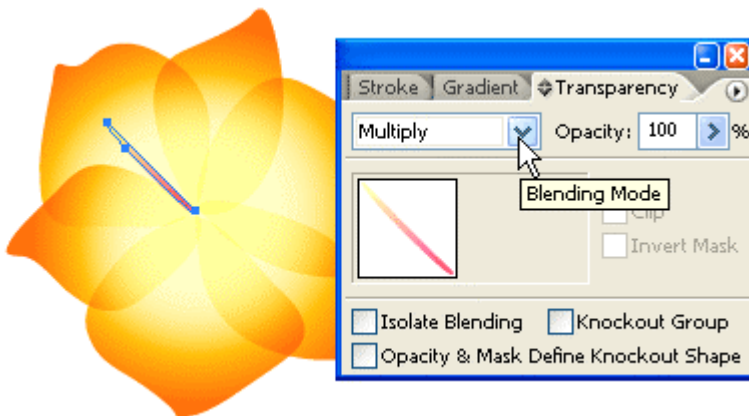 Stroke Gradient Transparency
Multiply Opacity: 100 %
Blending Mode
Clip
Invert Mask
Isolate Blending Knockout Group
Opacity & Mask Define Knockout Shape